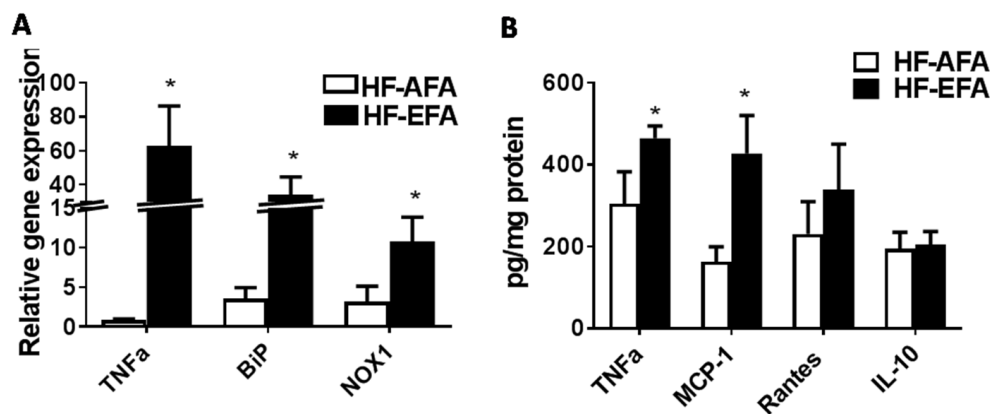 A
Relative gene expression
100
80
60
40
25
15
10
5
0
*
*
*
HF-AFA
HF-EFA
TNFa
BiP
NOX1
B
pg/mg protein
600
400
200
0
*
*
HF-AFA
HF-EFA
TNFa
MCP-1
Rantes
IL-10